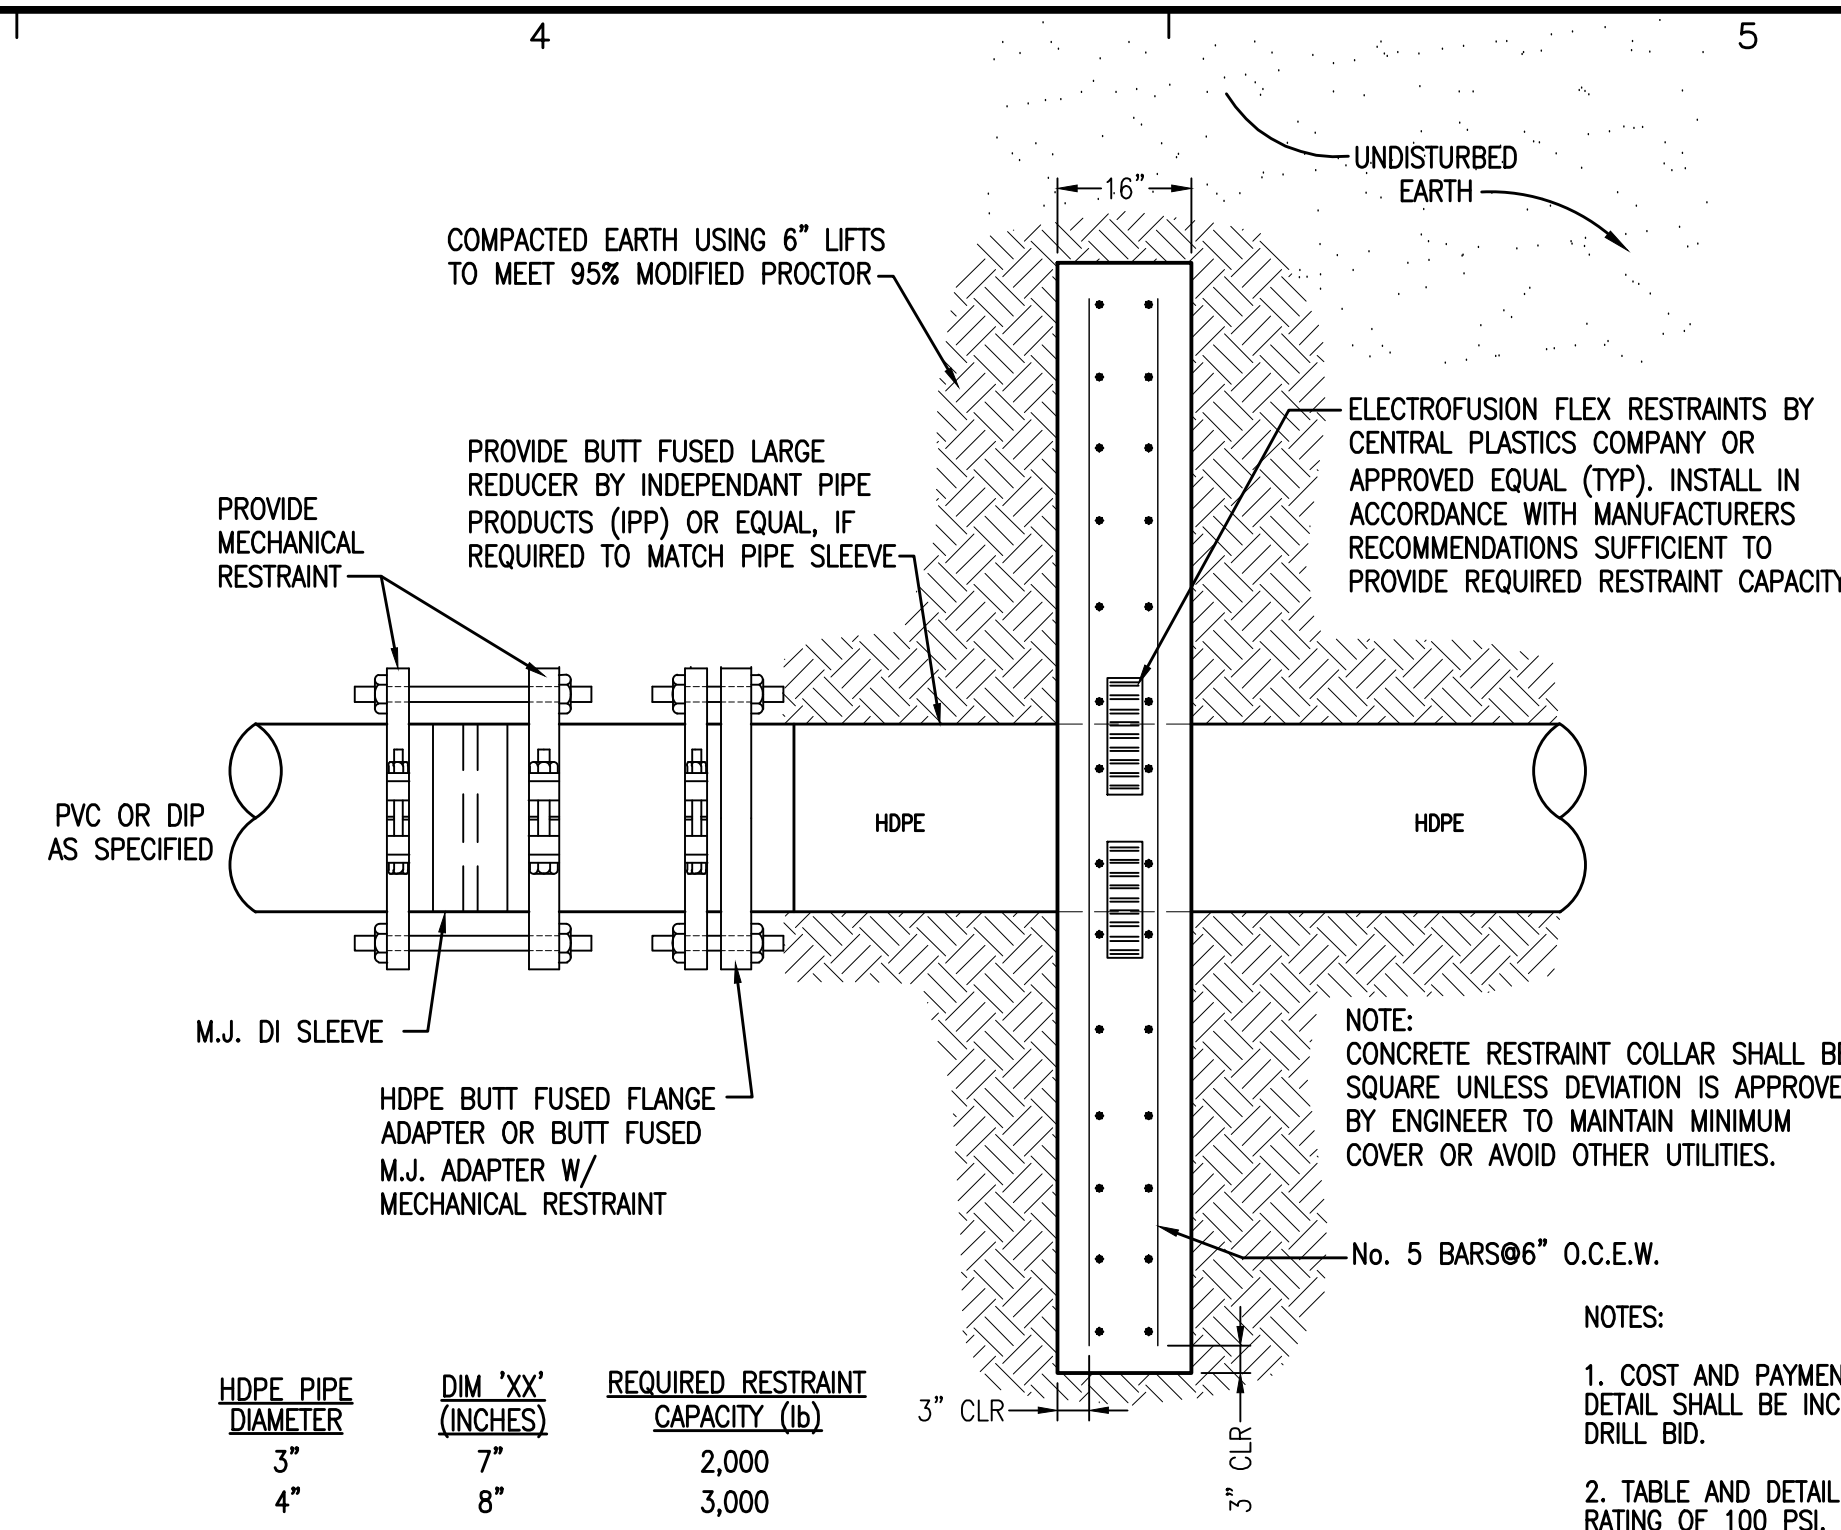 4
5
UNDISTURBED
EARTH
16"
COMPACTED EARTH USING 6" LIFTS
TO MEET 95% MODIFIED PROCTOR
ELECTROFUSION FLEX RESTRAINTS BY
CENTRAL PLASTICS COMPANY OR
APPROVED EQUAL (TYP). INSTALL IN
ACCORDANCE WITH MANUFACTURERS
RECOMMENDATIONS SUFFICIENT TO
PROVIDE REQUIRED RESTRAINT CAPACITY
PROVIDE BUTT FUSED LARGE
REDUCER BY INDEPENDANT PIPE
PRODUCTS (IPP) OR EQUAL, IF
REQUIRED TO MATCH PIPE SLEEVE
PROVIDE
MECHANICAL
RESTRAINT
PVC OR DIP
AS SPECIFIED
HDPE
HDPE
M.J. DI SLEEVE
HDPE BUTT FUSED FLANGE
ADAPTER OR BUTT FUSED
M.J. ADAPTER W/
MECHANICAL RESTRAINT
NOTE:
CONCRETE RESTRAINT COLLAR SHALL BE
SQUARE UNLESS DEVIATION IS APPROVE
BY ENGINEER TO MAINTAIN MINIMUM
COVER OR AVOID OTHER UTILITIES.
No. 5 BARS@6" O.C.E.W.
3" CLR
3" CLR
HDPE PIPE DIAMETER DIM 'XX' (INCHES) REQUIRED RESTRAINT CAPACITY (lb)
3" 7" 2,000
4" 8" 3,000
NOTES:
1. COST AND PAYMEN
DETAIL SHALL BE INC
DRILL BID.
2. TABLE AND DETAIL
RATING OF 100 PSI.